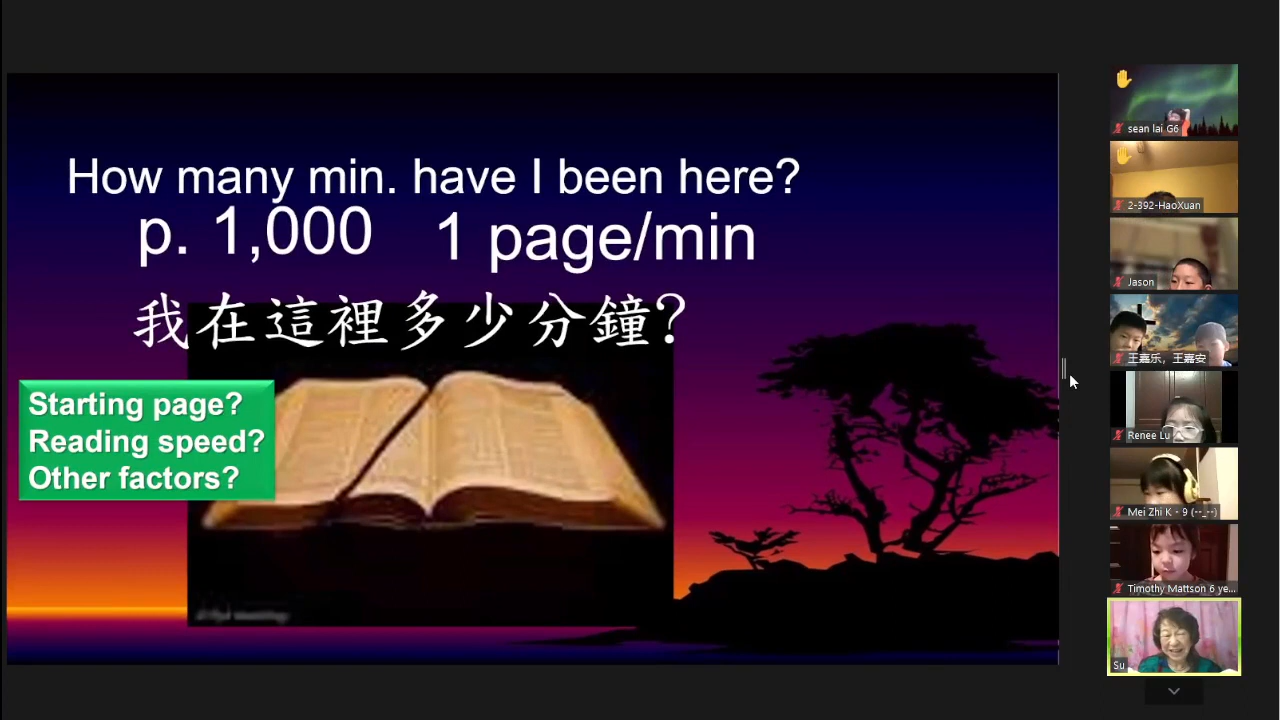 How many min. have I been here?
p. 1,000 1 page/min
我在這裡多少分鐘?
Starting page?
Reading speed?
Other factors?
sean lai G6
2-392-HaoXuan
Jason
王嘉乐，王嘉安
Renee Lu
Mei Zhi K - 9 (--_--)
Timothy Mattson 6 ye...
Su